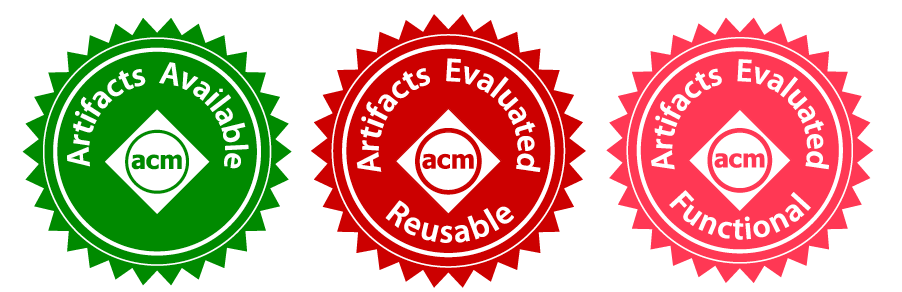 Artifacts Available
acm
Artifacts Evaluated
acm
Reusable
Artifacts Evaluated
acm
Functional